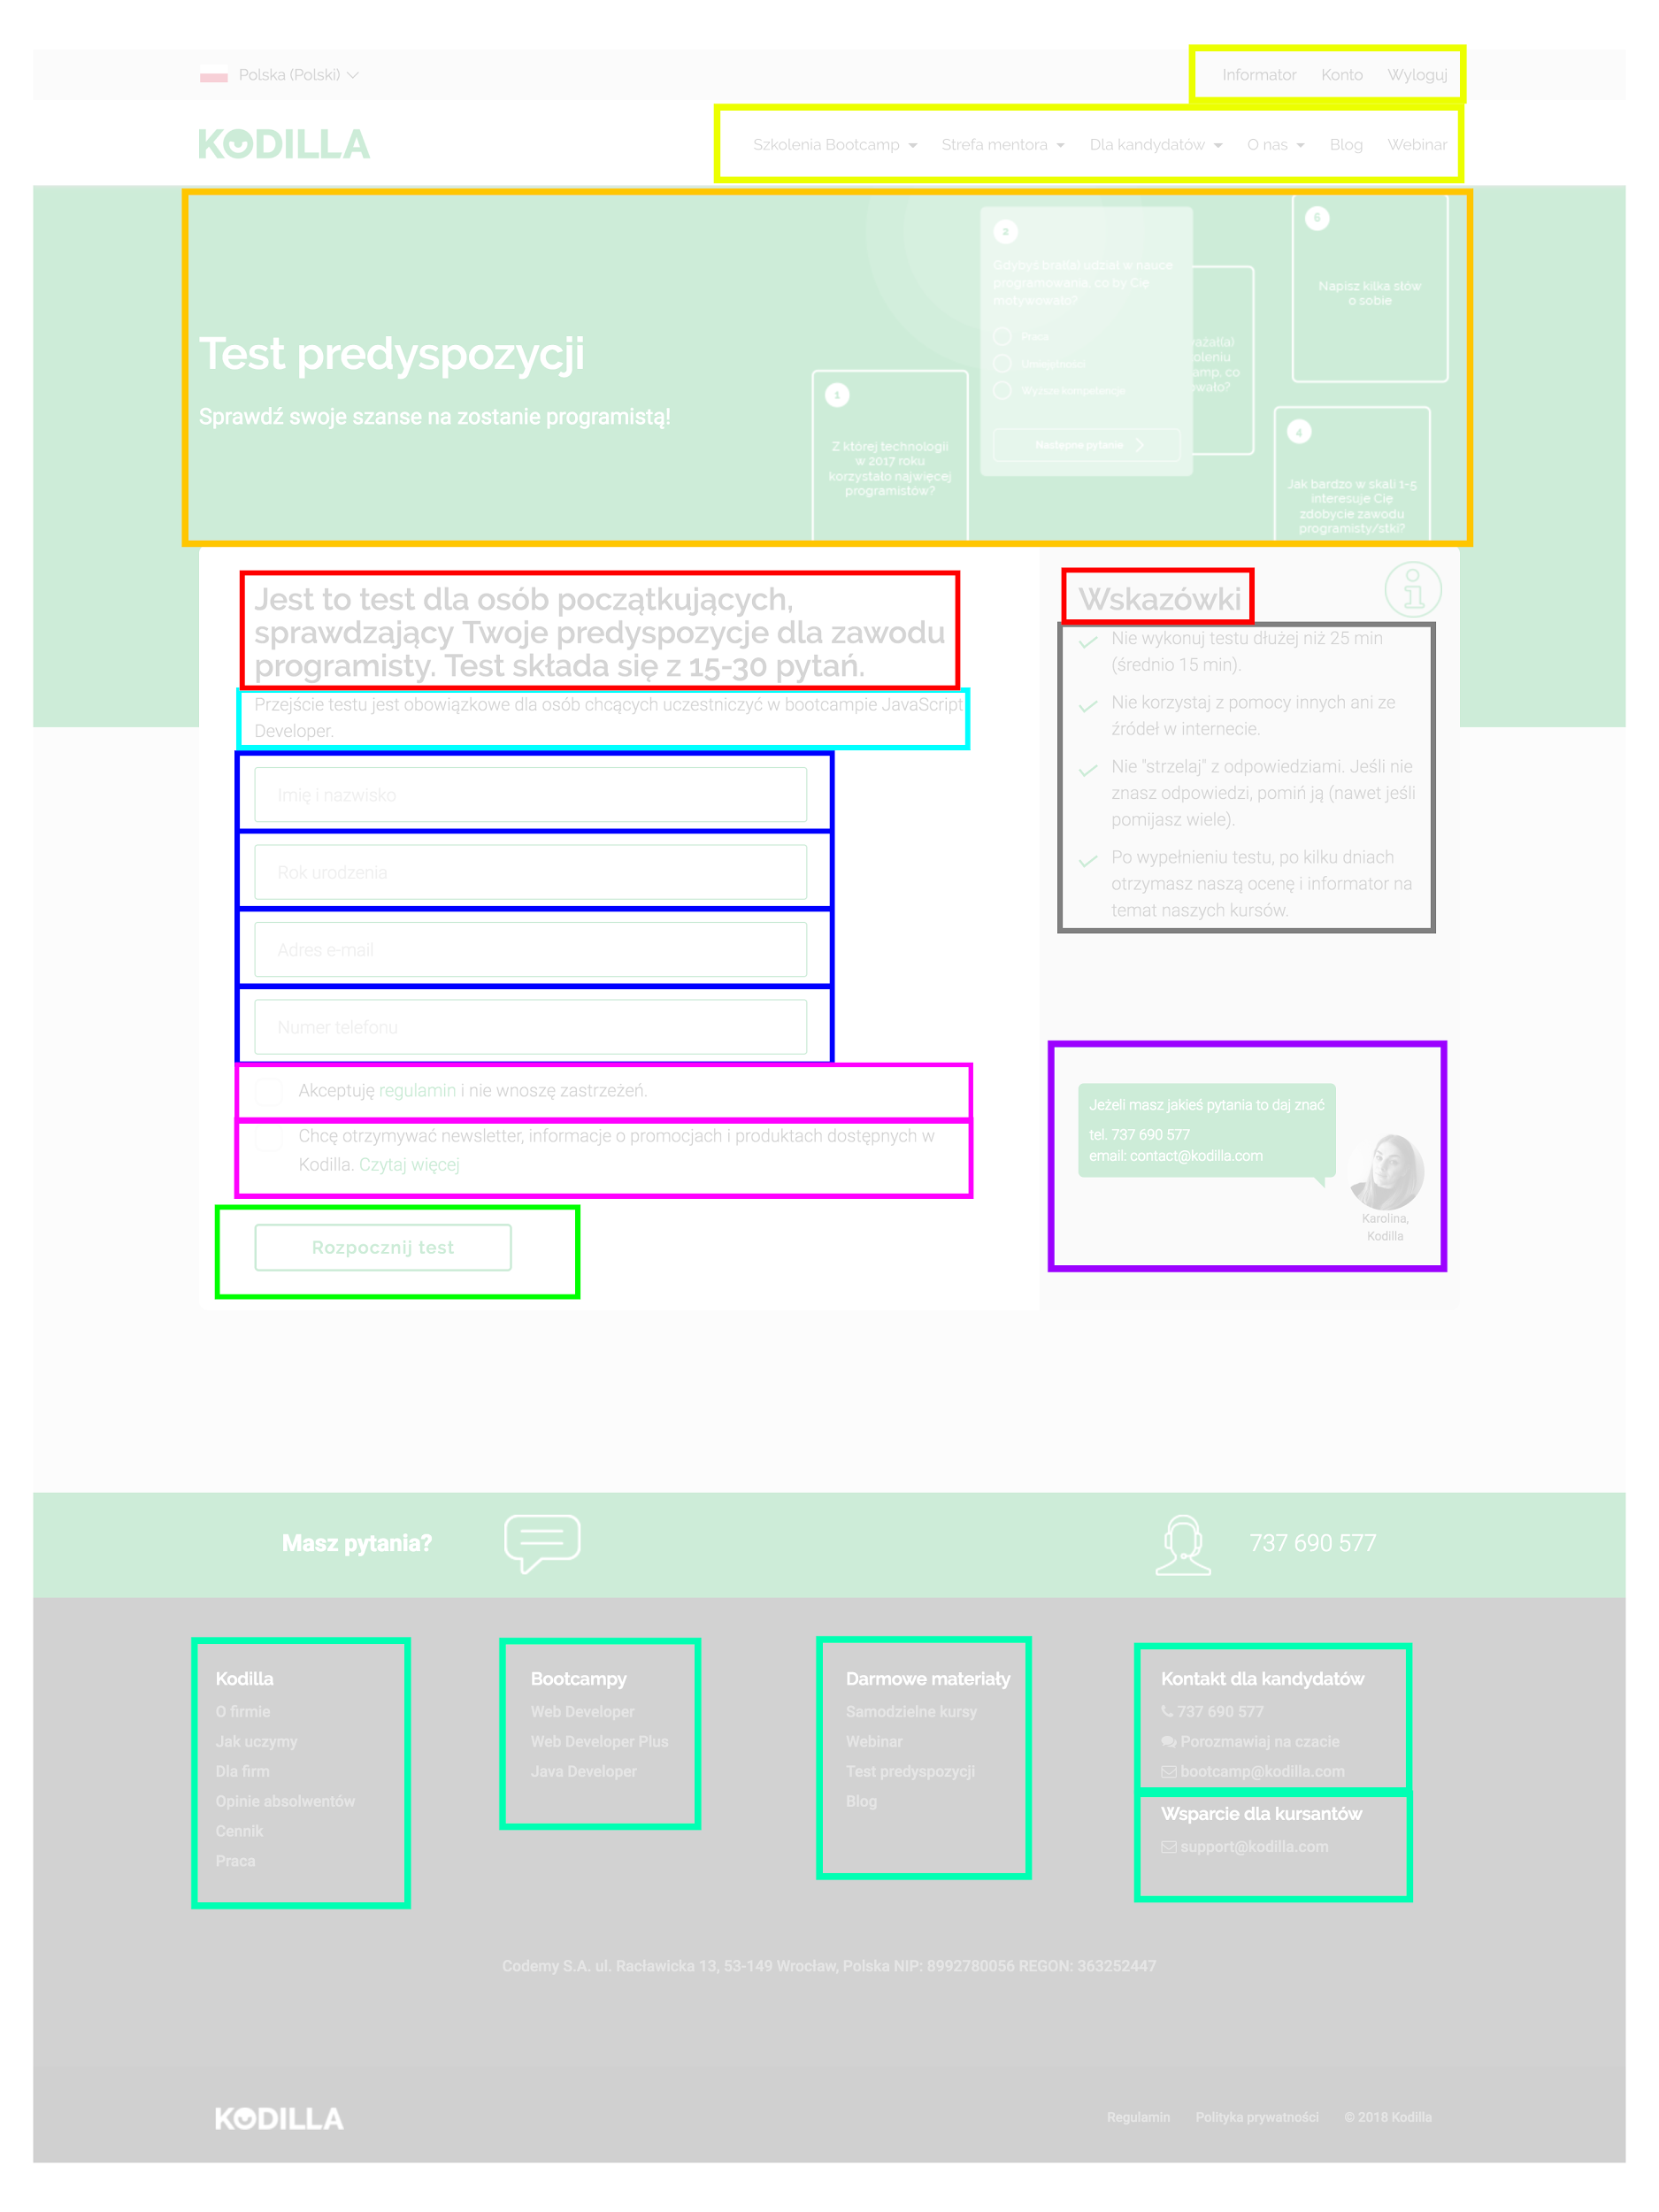 Polska (Polski)
Informator Konto Wyloguj
KODILLA
Szkolenia Bootcamp Strefa mentora Dla kandydatów O nas Blog Webinar
Test predyspozycji
Sprawdź swoje szanse na zostanie programistą!
1
Z której technologii
w 2017 roku
korzystało najwięcej
programistów?
2
Gdybyś brał(a) udział w nauce
programowania, co by Cię
motywowało?
Praca
Umiejętności
Wyższe kompetencje
Następne pytanie
6
Napisz kilka słów
o sobie
4
Jak bardzo w skali 1-5
interesuje Cię
zdobycie zawodu
programisty/stki?
Jest to test dla osób początkujących,
sprawdzający Twoje predyspozycje dla zawodu
programisty. Test składa się z 15-30 pytań.
Przejście testu jest obowiązkowe dla osób chcących uczestniczyć w bootcampie JavaScript
Developer.
Imię i nazwisko
Rok urodzenia
Adres e-mail
Numer telefonu
Akceptuję regulamin i nie wnoszę zastrzeżeń.
Chcę otrzymywać newsletter, informacje o promocjach i produktach dostępnych w
Kodilla. Czytaj więcej
Rozpocznij test
Wskazówki
Nie wykonuj testu dłużej niż 25 min
(średnio 15 min).
Nie korzystaj z pomocy innych ani ze
źródeł w internecie.
Nie "strzelaj" z odpowiedziami. Jeśli nie
znasz odpowiedzi, pomiń ją (nawet jeśli
pomijasz wiele).
Po wypełnieniu testu, po kilku dniach
otrzymasz naszą ocenę i informator na
temat naszych kursów.
Jeżeli masz jakieś pytania to daj znać
tel. 737 690 577
email: contact@kodilla.com
Karolina,
Kodilla
Masz pytania?
737 690 577
Kodilla
O firmie
Jak uczymy
Dla firm
Opinie absolwentów
Cennik
Praca
Bootcampy
Web Developer
Web Developer Plus
Java Developer
Darmowe materiały
Samodzielne kursy
Webinar
Test predyspozycji
Blog
Kontakt dla kandydatów
737 690 577
Porozmawiaj na czacie
bootcamp@kodilla.com
Wsparcie dla kursantów
support@kodilla.com
Codemy S.A. ul. Racławicka 13, 53-149 Wrocław, Polska NIP: 8992780056 REGON: 363252447
KODILLA
Regulamin Polityka prywatności © 2018 Kodilla